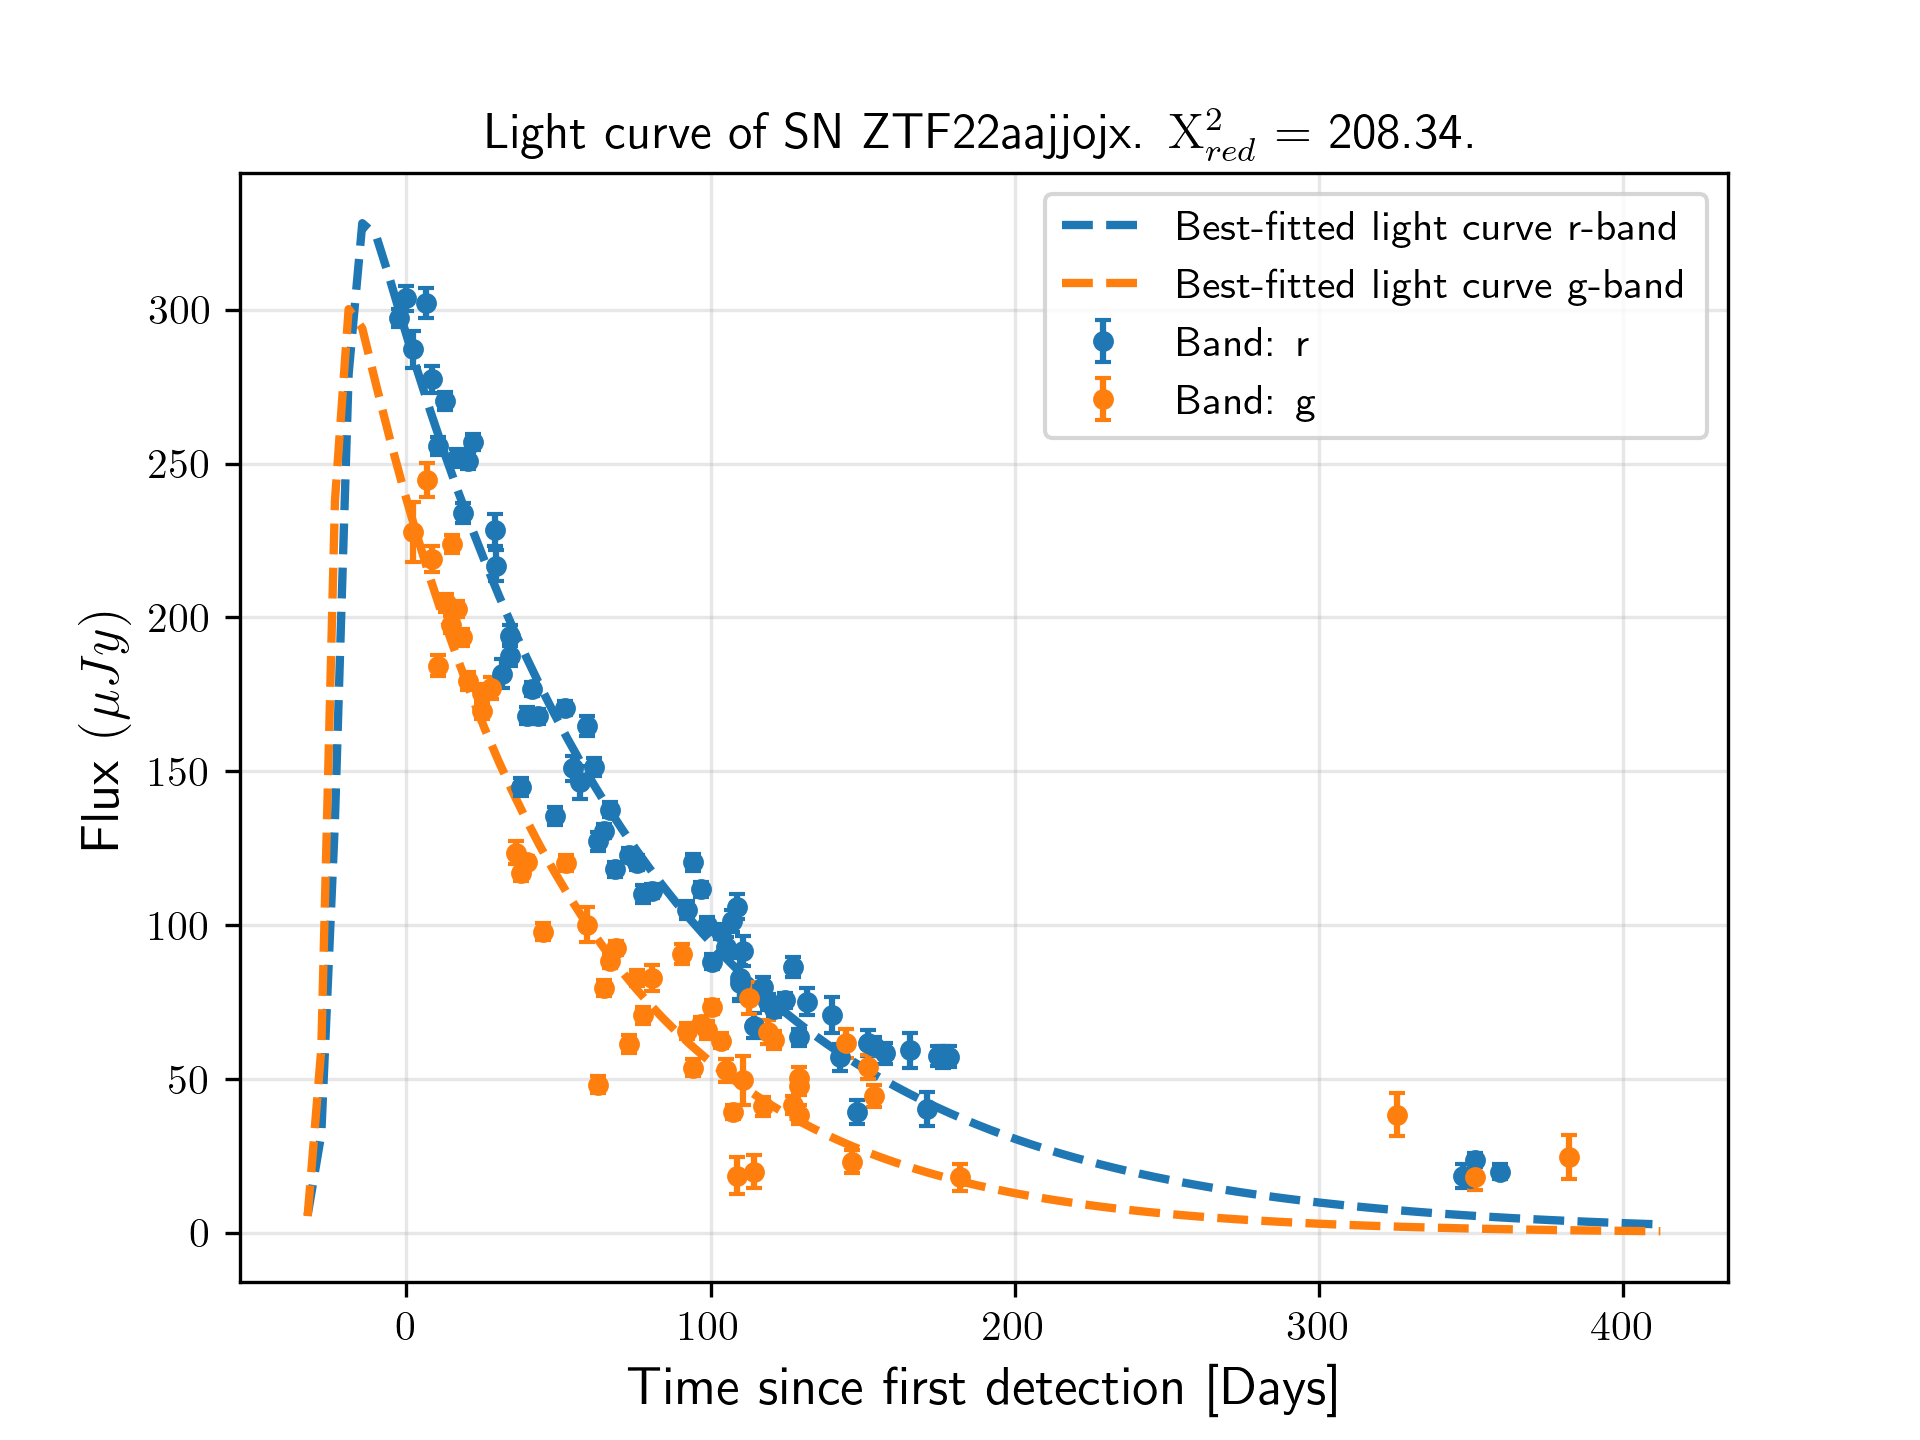 Light curve of SN ZTF22aajjojx. X²_red = 208.34.
Best-fitted light curve r-band
Best-fitted light curve g-band
Band: r
Band: g
300
250
200
150
100
50
0
Flux (μJy)
0 100 200 300 400
Time since first detection [Days]